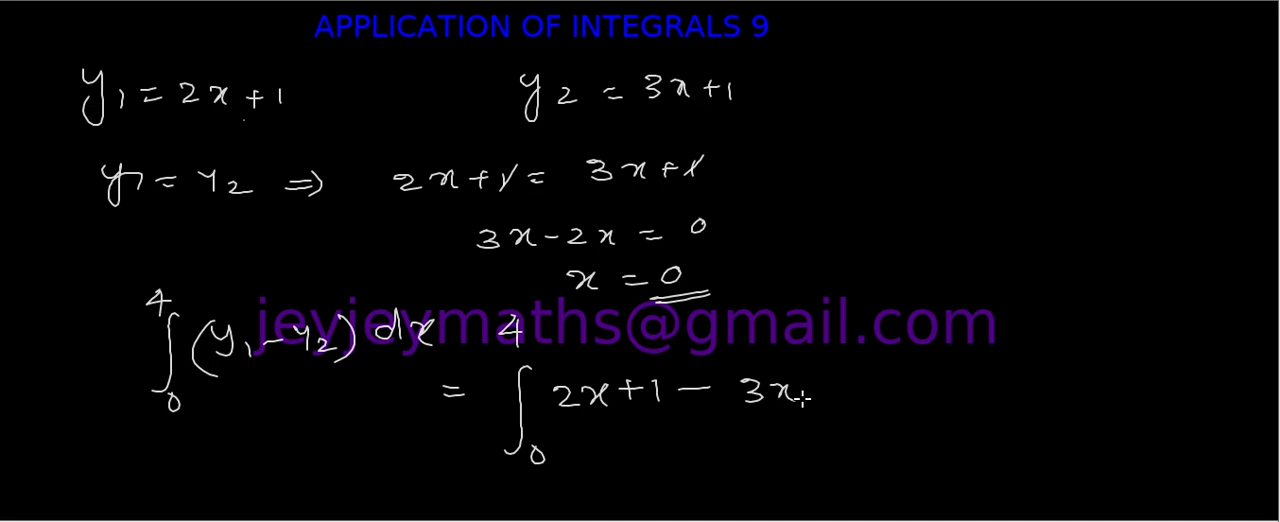 APPLICATION OF INTEGRALS 9
y₁ = 2x + 1    y₂ = 3x + 1
y₁ = y₂ ⇒ 2x + 1 = 3x + 1
3x - 2x = 0
x = 0
jeyjeymaths@gmail.com
∫₀⁴ (y₁ - y₂) dx
= ∫₀⁴ 2x + 1 - 3x